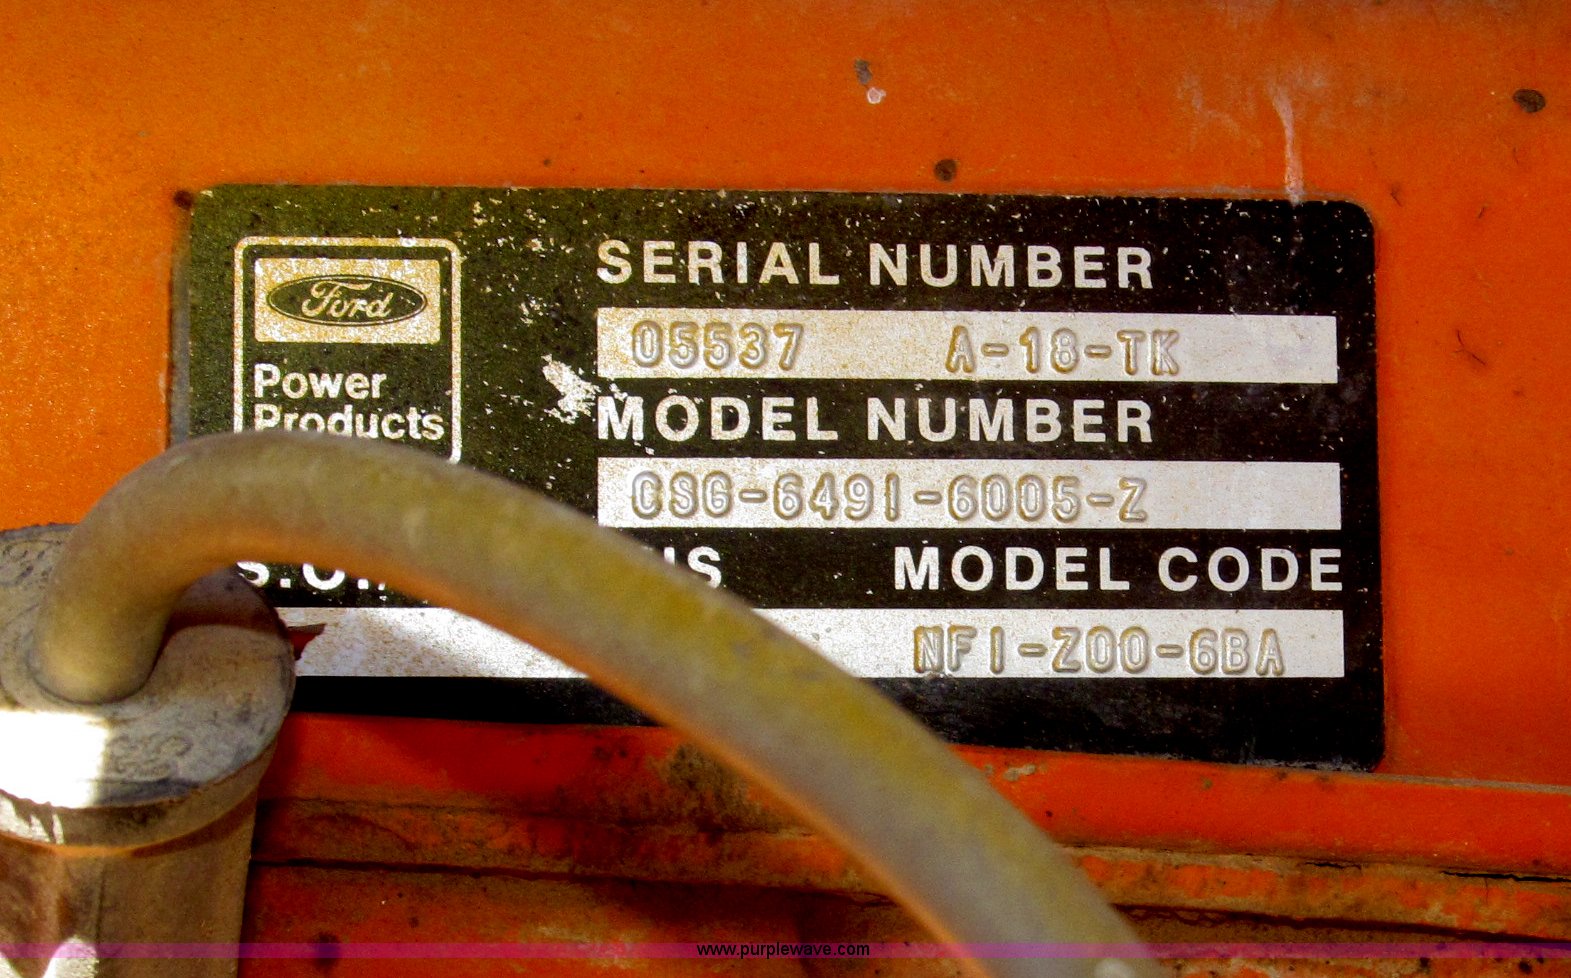 Ford
Power
Products
SERIAL NUMBER
05537 A-18-TK
MODEL NUMBER
CSG-649I-6005-Z
MODEL CODE
NFI-Z00-6BA
www.purplewave.com